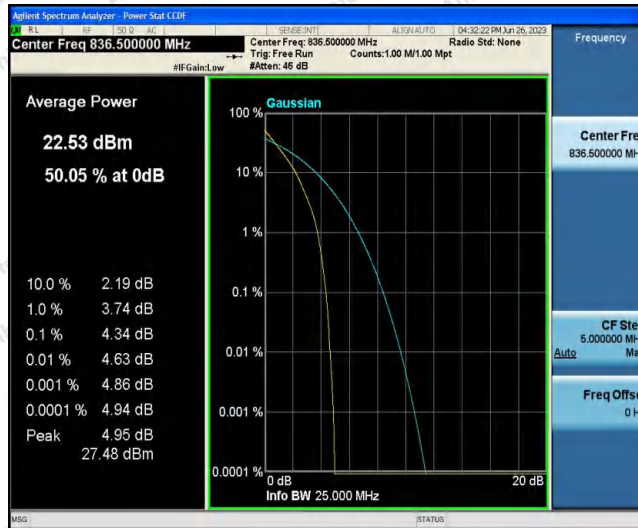 Agilent Spectrum Analyzer - Power Stat CCDF
RL RF 50 Ω AC SENSE:INT ALIGN AUTO 04:32:22 PM Jun 26, 2023
Center Freq 836.500000 MHz
Center Freq: 836.500000 MHz Radio Std: None
Trig: Free Run Counts:1.00 M/1.00 Mpt
#IFGain:Low #Atten: 46 dB
Frequency
Average Power
22.53 dBm
50.05 % at 0dB
10.0 % 2.19 dB
1.0 % 3.74 dB
0.1 % 4.34 dB
0.01 % 4.63 dB
0.001 % 4.86 dB
0.0001 % 4.94 dB
Peak 4.95 dB
27.48 dBm
Gaussian
100 %
10 %
1 %
0.1 %
0.01 %
0.001 %
0.0001 %
0 dB 20 dB
Info BW 25.000 MHz
Center Fre
836.500000 MH
CF Ste
5.000000 MH
Auto Ma
Freq Offse
0 H
MSG STATUS